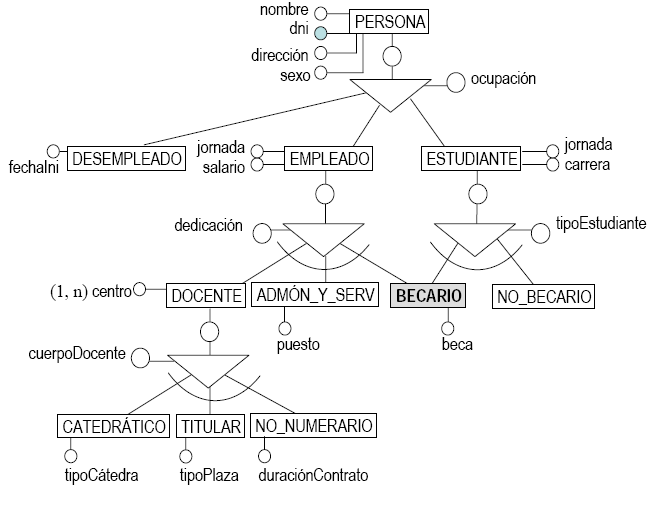 nombre
PERSONA
dni
dirección
sexo
ocupación
fechaIni
DESEMPLEADO
jornada
salario
EMPLEADO
ESTUDIANTE
jornada
carrera
dedicación
tipoEstudiante
(1, n) centro
DOCENTE
ADMÓN_Y_SERV
BECARIO
NO_BECARIO
puesto
beca
cuerpoDocente
CATEDRÁTICO
TITULAR
NO_NUMERARIO
tipoCátedra
tipoPlaza
duraciónContrato